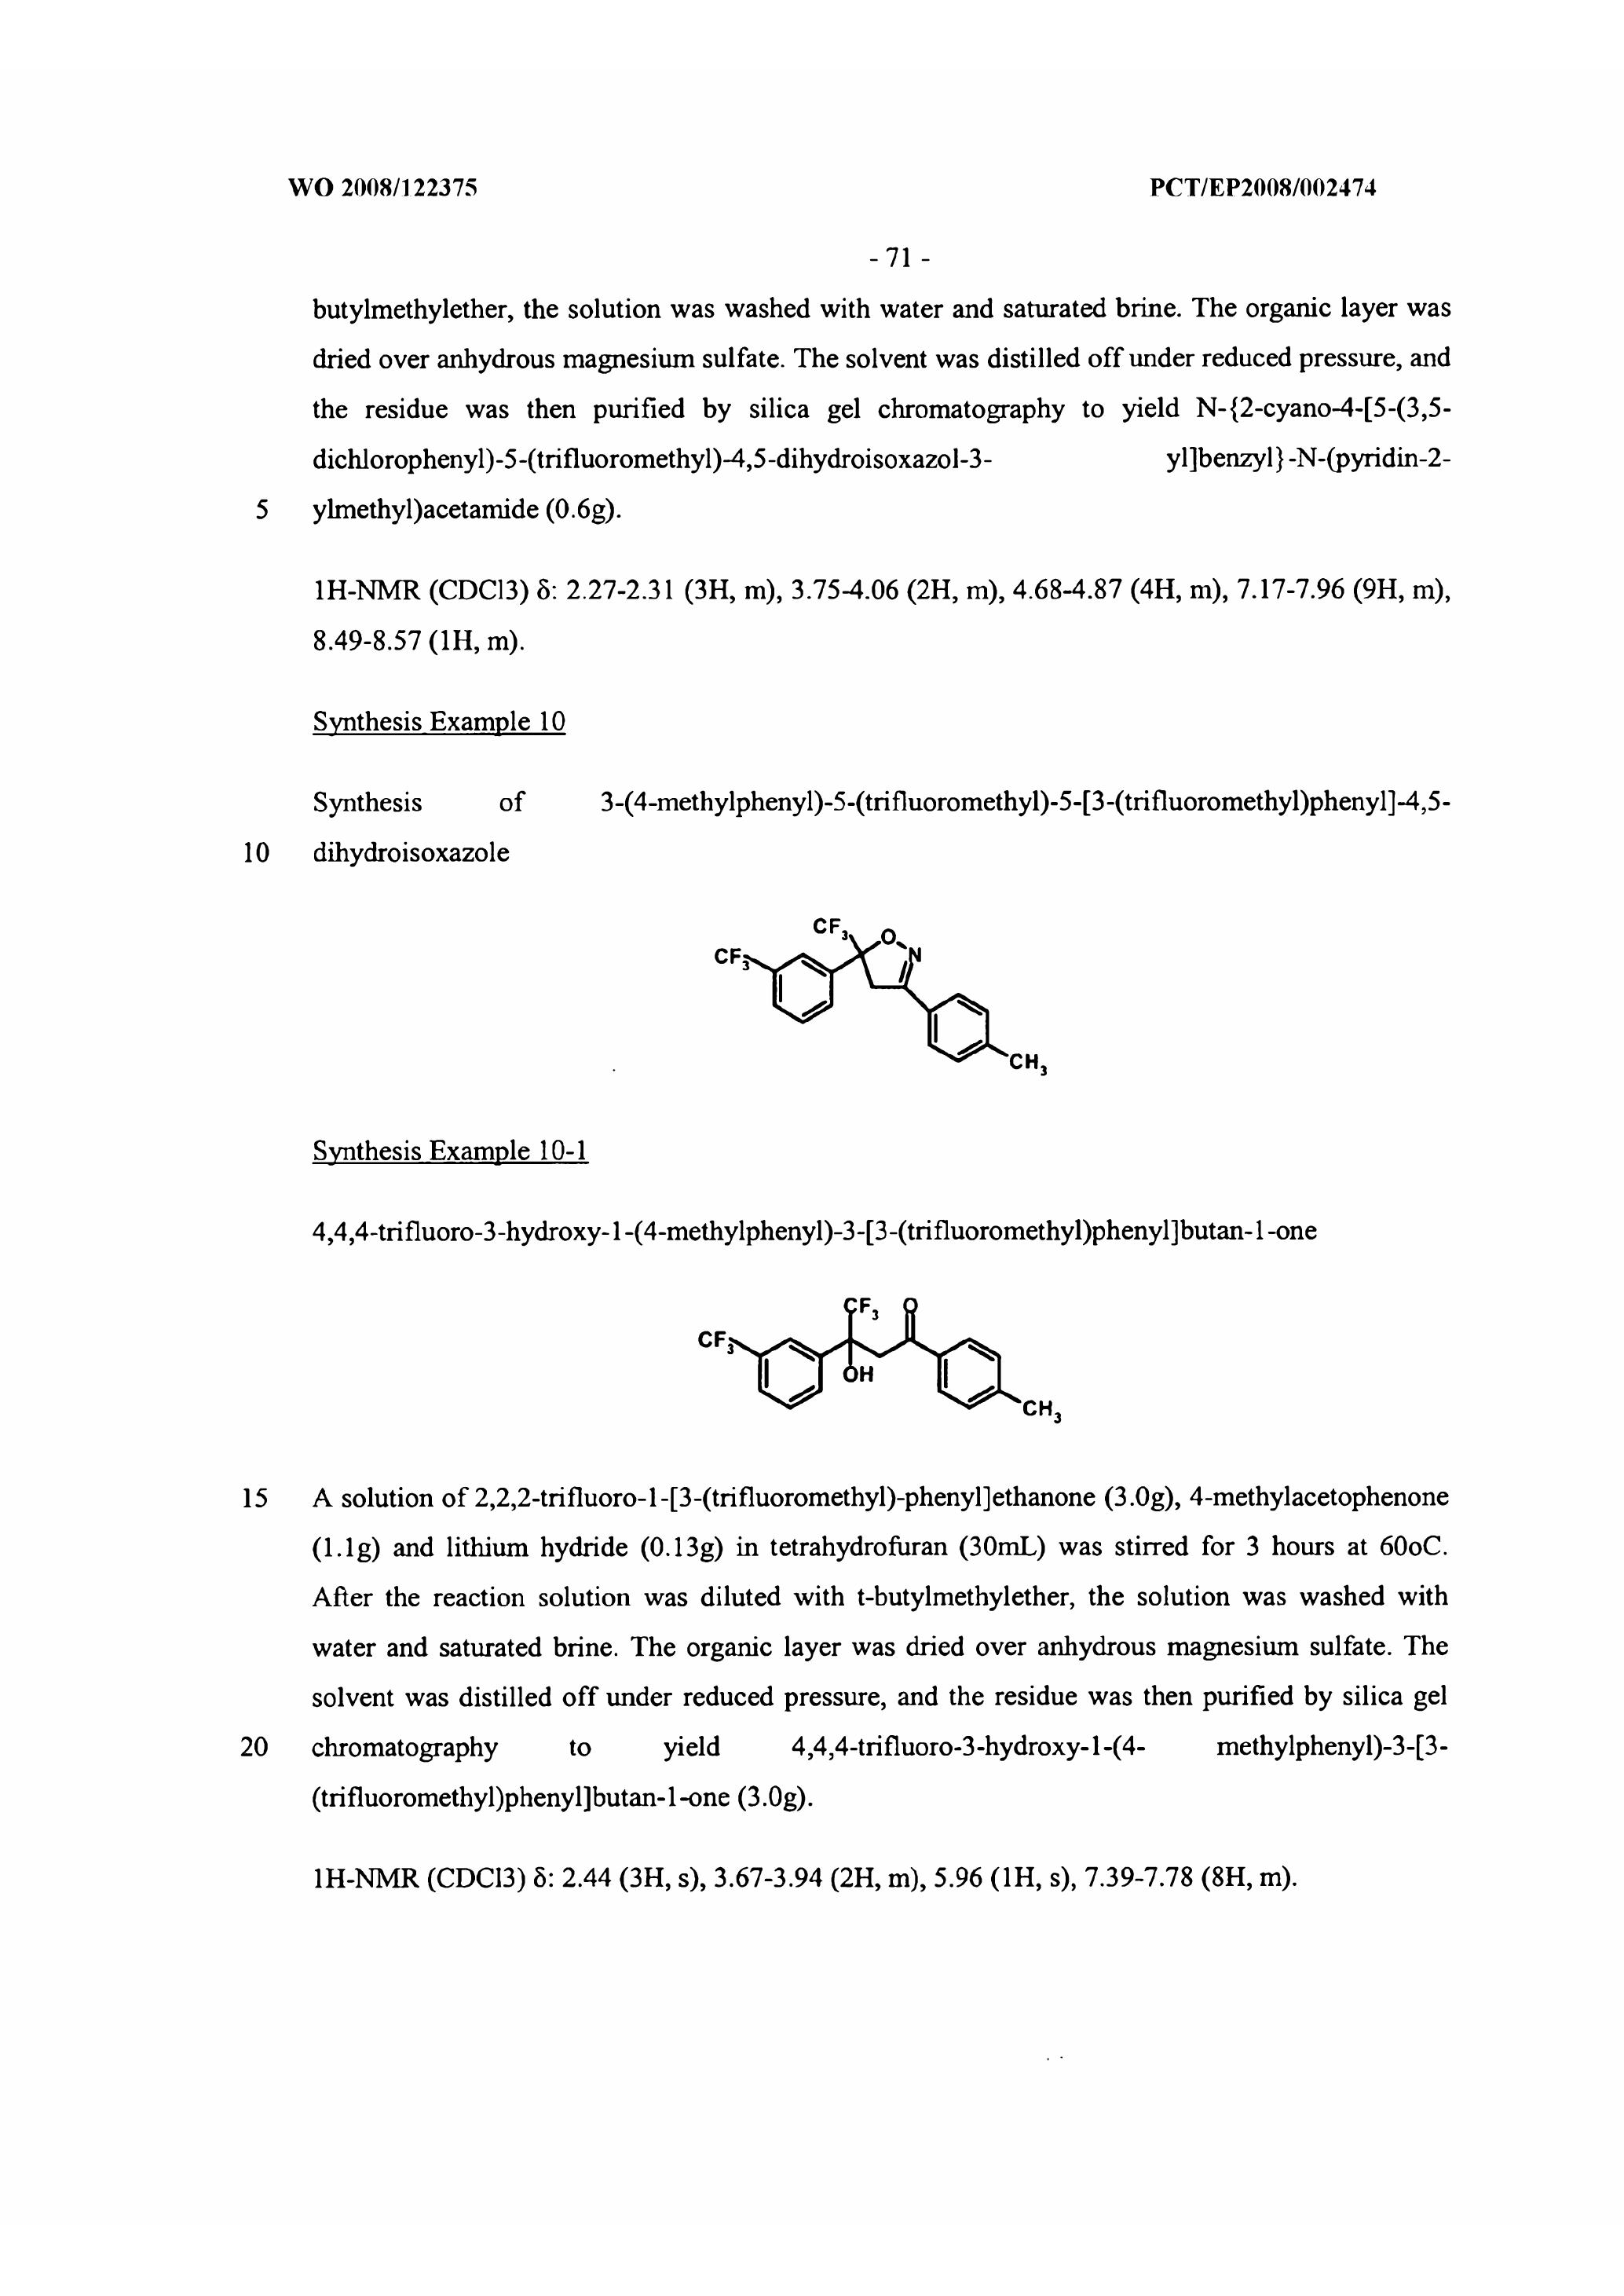 WO 2008/122375 PCT/EP2008/002474
- 71 -
butylmethylether, the solution was washed with water and saturated brine. The organic layer was
dried over anhydrous magnesium sulfate. The solvent was distilled off under reduced pressure, and
the residue was then purified by silica gel chromatography to yield N-{2-cyano-4-[5-(3,5-
dichlorophenyl)-5-(trifluoromethyl)-4,5-dihydroisoxazol-3- yl]benzyl}-N-(pyridin-2-
5 ylmethyl)acetamide (0.6g).
1H-NMR (CDCl3) δ: 2.27-2.31 (3H, m), 3.75-4.06 (2H, m), 4.68-4.87 (4H, m), 7.17-7.96 (9H, m),
8.49-8.57 (1H, m).
Synthesis Example 10
Synthesis of 3-(4-methylphenyl)-5-(trifluoromethyl)-5-[3-(trifluoromethyl)phenyl]-4,5-
10 dihydroisoxazole
CF3 O
CF3 N
CH3
Synthesis Example 10-1
4,4,4-trifluoro-3-hydroxy-1-(4-methylphenyl)-3-[3-(trifluoromethyl)phenyl]butan-1-one
CF3 O
CF3
OH
CH3
15 A solution of 2,2,2-trifluoro-1-[3-(trifluoromethyl)-phenyl]ethanone (3.0g), 4-methylacetophenone
(1.1g) and lithium hydride (0.13g) in tetrahydrofuran (30mL) was stirred for 3 hours at 60oC.
After the reaction solution was diluted with t-butylmethylether, the solution was washed with
water and saturated brine. The organic layer was dried over anhydrous magnesium sulfate. The
solvent was distilled off under reduced pressure, and the residue was then purified by silica gel
20 chromatography to yield 4,4,4-trifluoro-3-hydroxy-1-(4- methylphenyl)-3-[3-
(trifluoromethyl)phenyl]butan-1-one (3.0g).
1H-NMR (CDCl3) δ: 2.44 (3H, s), 3.67-3.94 (2H, m), 5.96 (1H, s), 7.39-7.78 (8H, m).